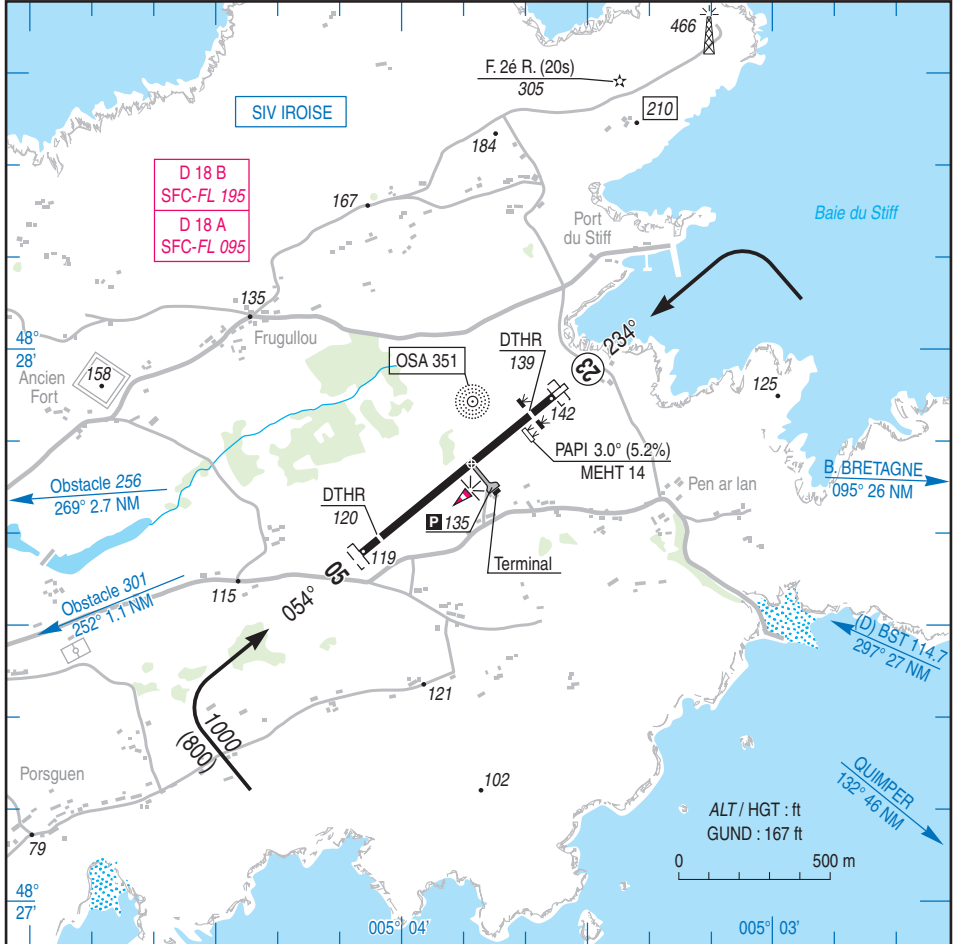 466
F. 2é R. (20s)
305
210
SIV IROISE
184
D 18 B
SFC-FL 195
D 18 A
SFC-FL 095
167
Port
du Stiff
Baie du Stiff
135
Frugullou
48°
28'
DTHR
139
23
234°
OSA 351
Ancien
Fort
158
125
142
PAPI 3.0° (5.2%)
MEHT 14
B. BRETAGNE
095° 26 NM
Obstacle 256
269° 2.7 NM
Pen ar lan
DTHR
120
P 135
119
Terminal
05
054°
115
Obstacle 301
252° 1.1 NM
(D) BST 114.7
297° 27 NM
121
1000
(800)
Porsguen
102
QUIMPER
132° 46 NM
79
ALT / HGT : ft
GUND : 167 ft
0 500 m
48°
27'
005° 04'
005° 03'